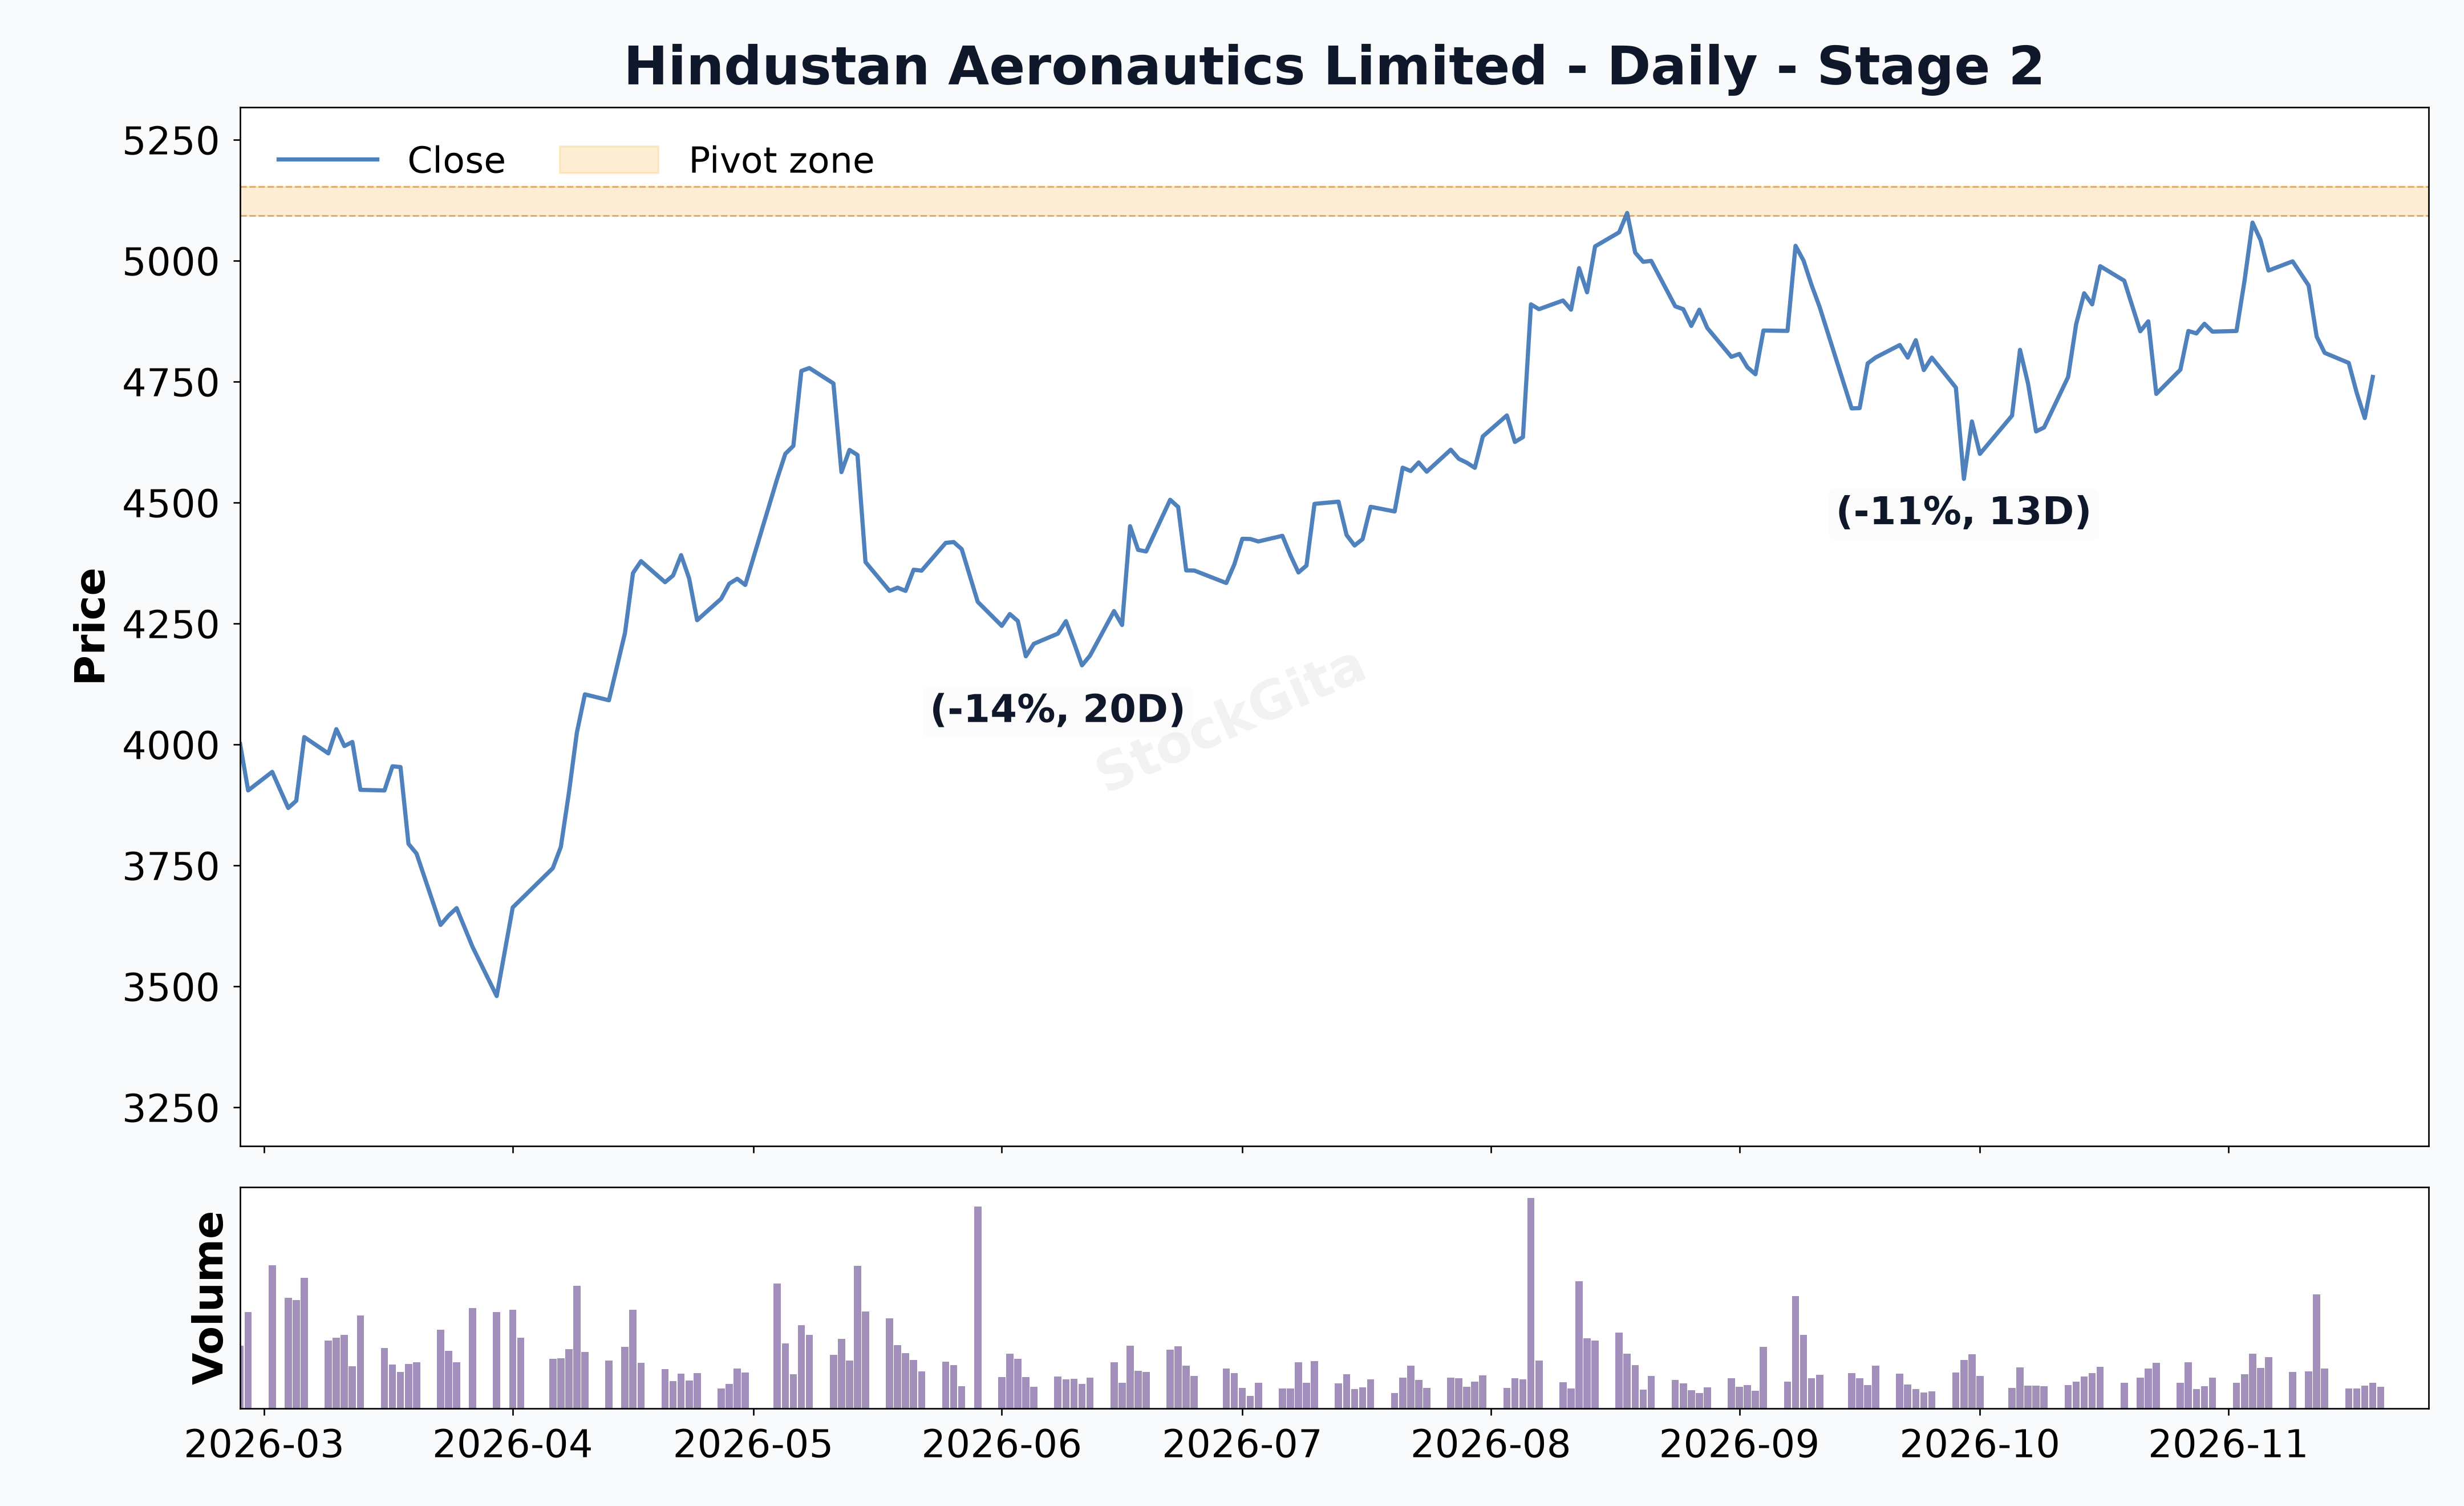 Hindustan Aeronautics Limited - Daily - Stage 2
Close
Pivot zone
5250
5000
4750
4500
4250
4000
3750
3500
3250
Price
(-11%, 13D)
(-14%, 20D)
StockGita
Volume
2026-03
2026-04
2026-05
2026-06
2026-07
2026-08
2026-09
2026-10
2026-11